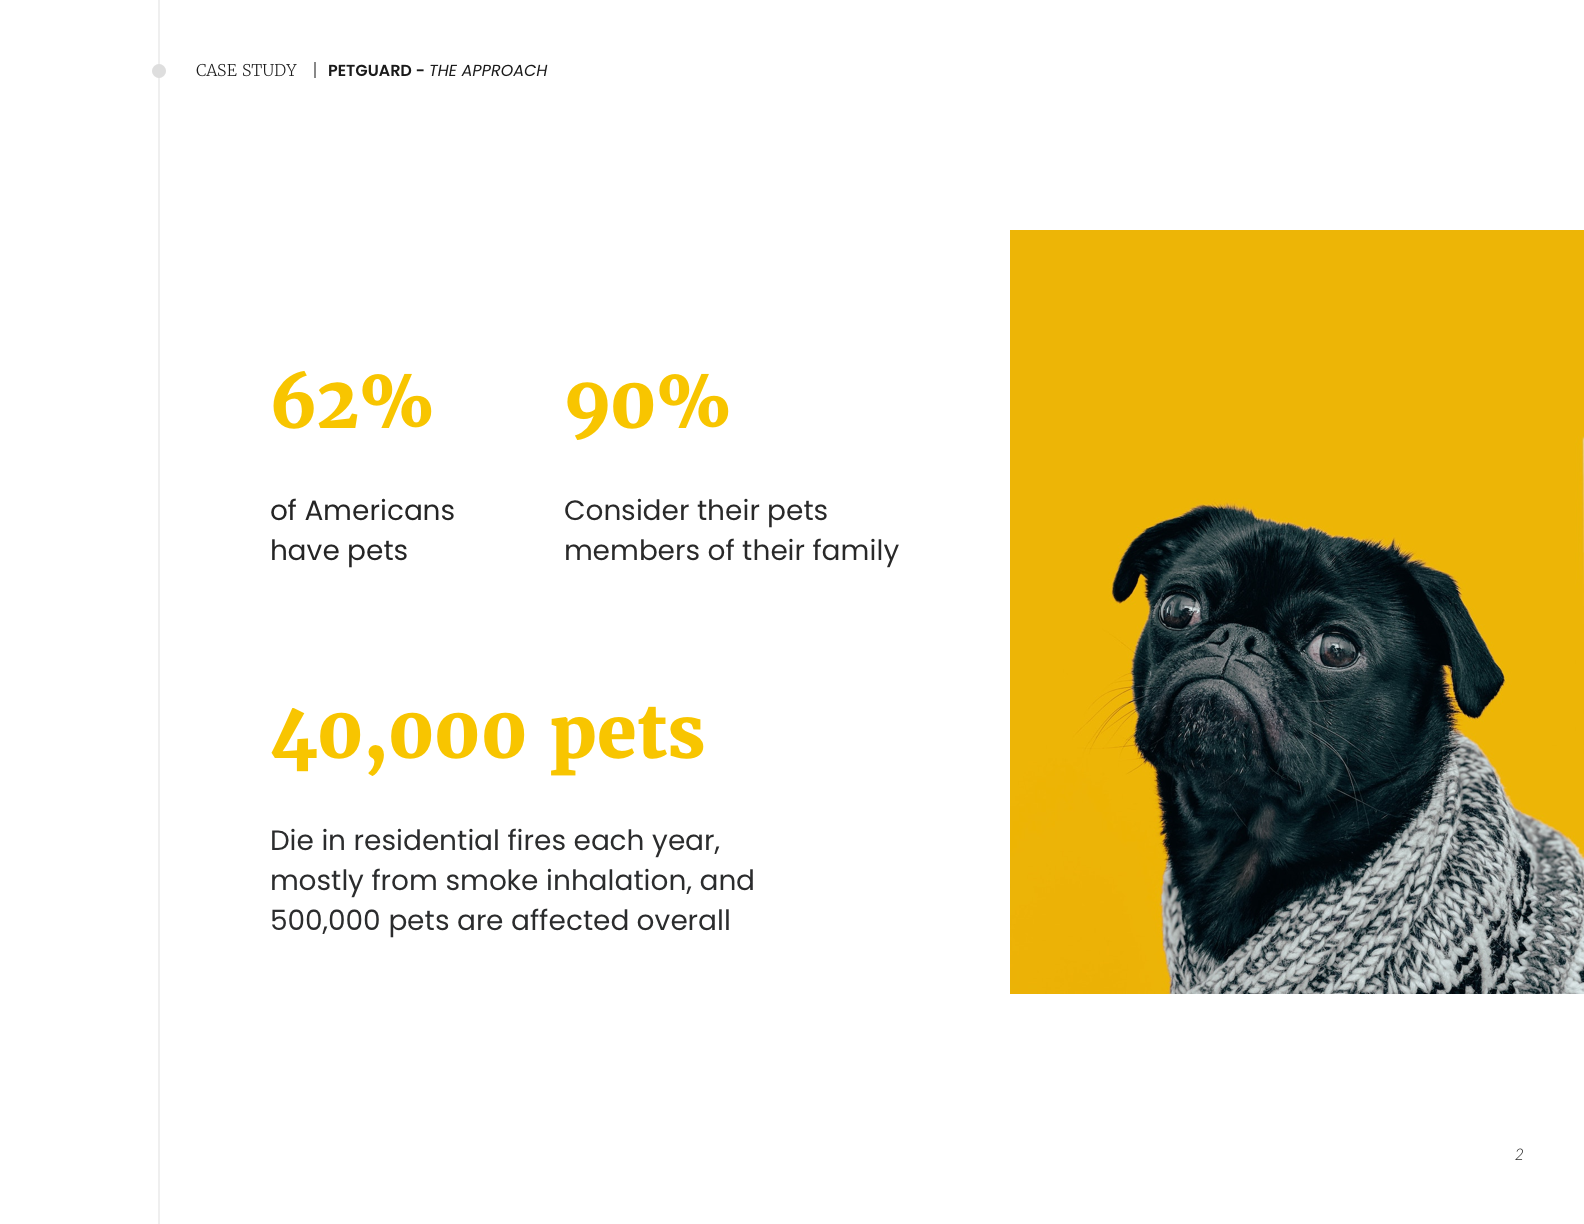 CASE STUDY | PETGUARD - THE APPROACH
62%
of Americans
have pets
90%
Consider their pets
members of their family
40,000 pets
Die in residential fires each year,
mostly from smoke inhalation, and
500,000 pets are affected overall
2